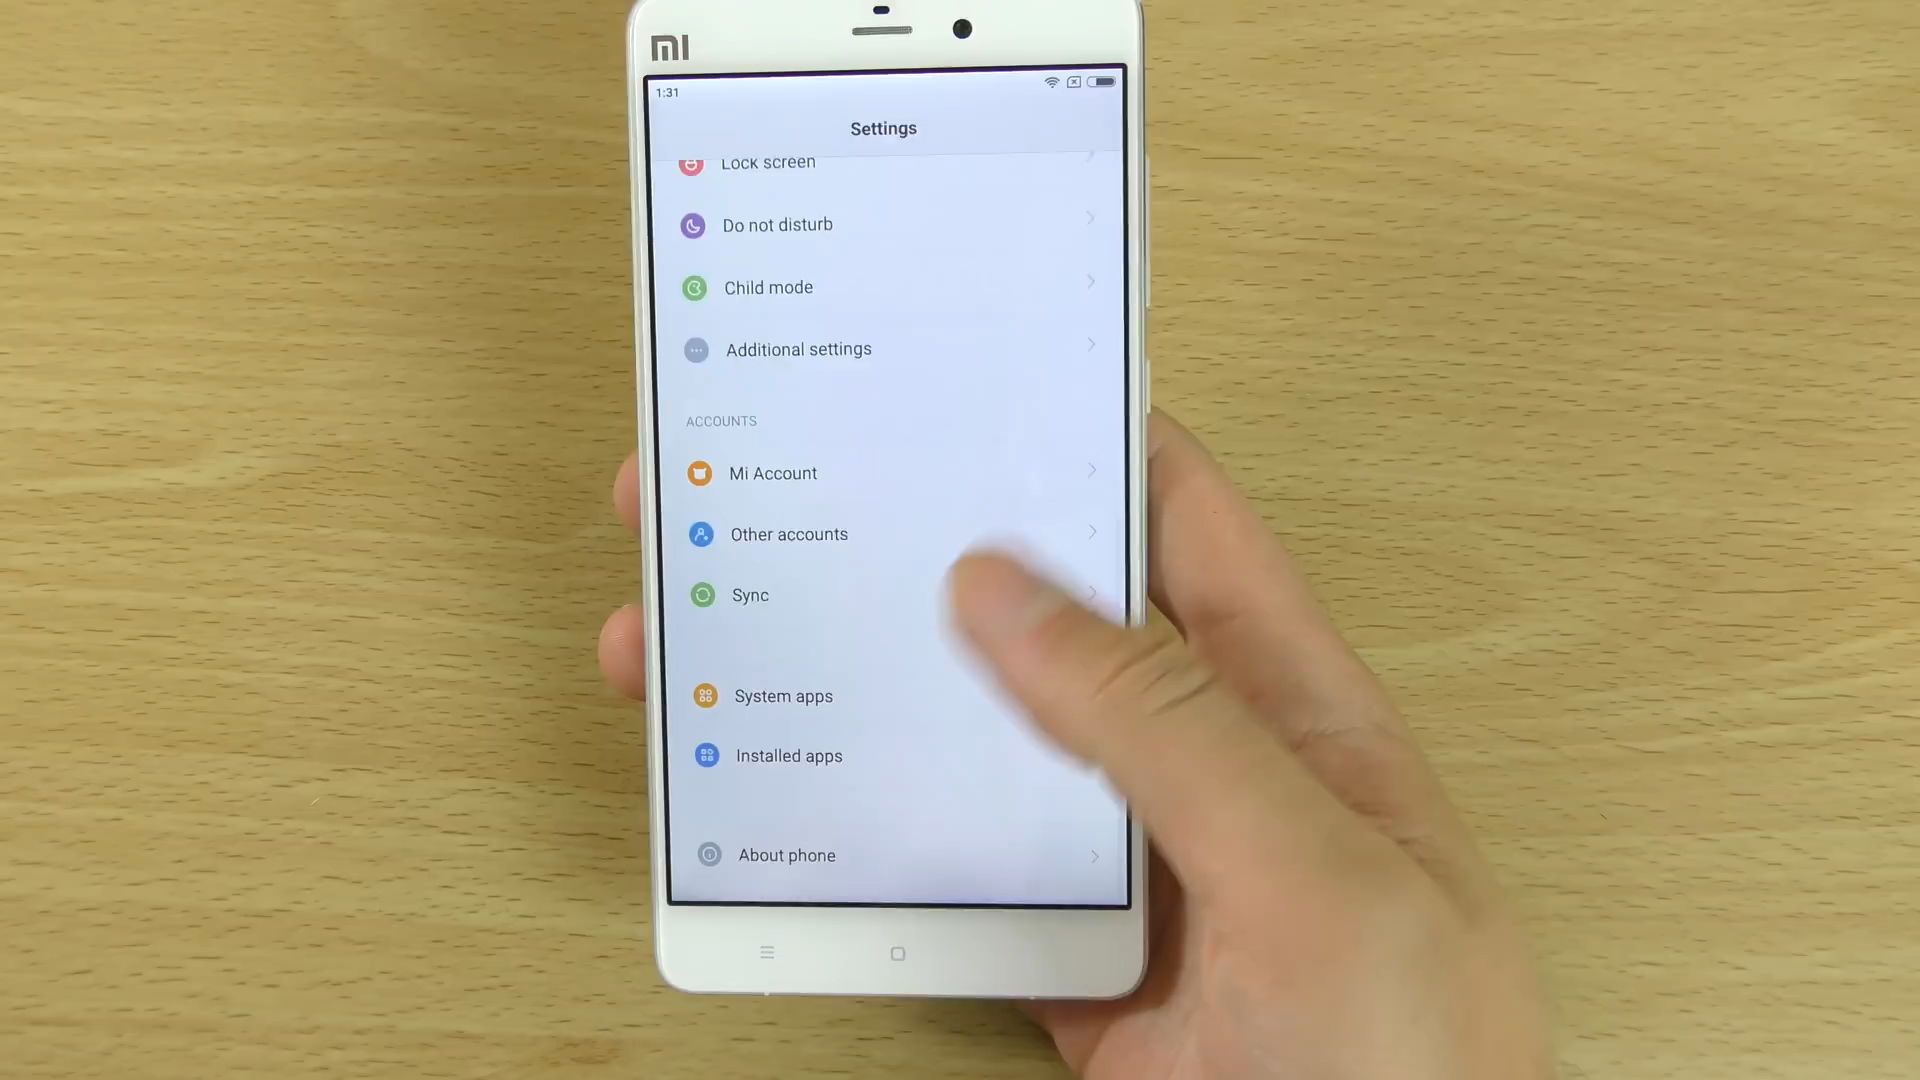 MI
1:31
Settings
Lock screen
Do not disturb
Child mode
Additional settings
ACCOUNTS
Mi Account
Other accounts
Sync
System apps
Installed apps
About phone